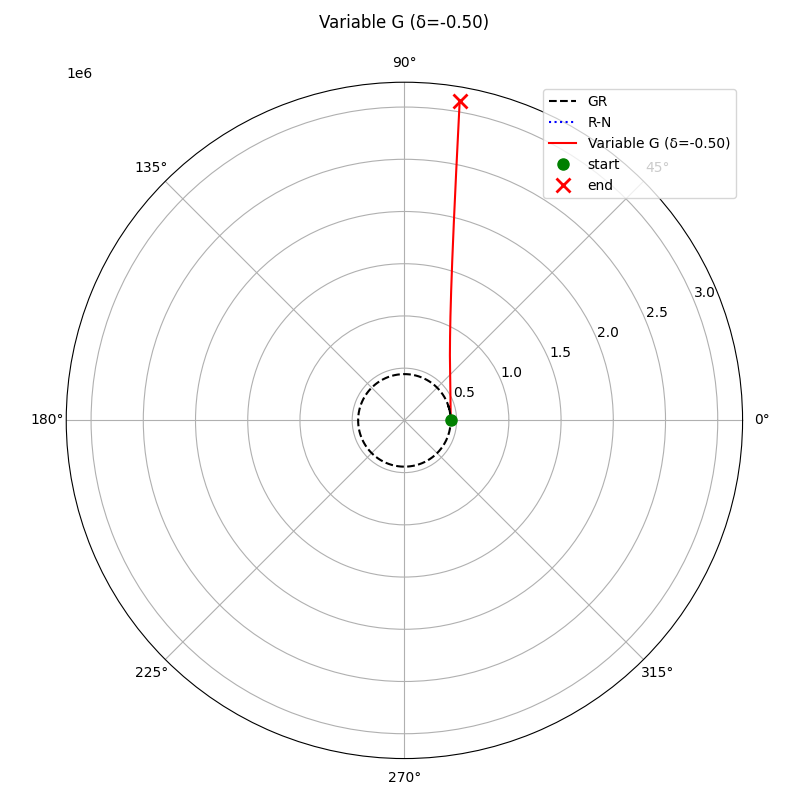 Variable G (δ=-0.50)
1e6
90°
GR
R-N
Variable G (δ=-0.50)
start
end
135°
45°
3.0
2.5
2.0
1.5
1.0
0.5
180°
0°
225°
315°
270°